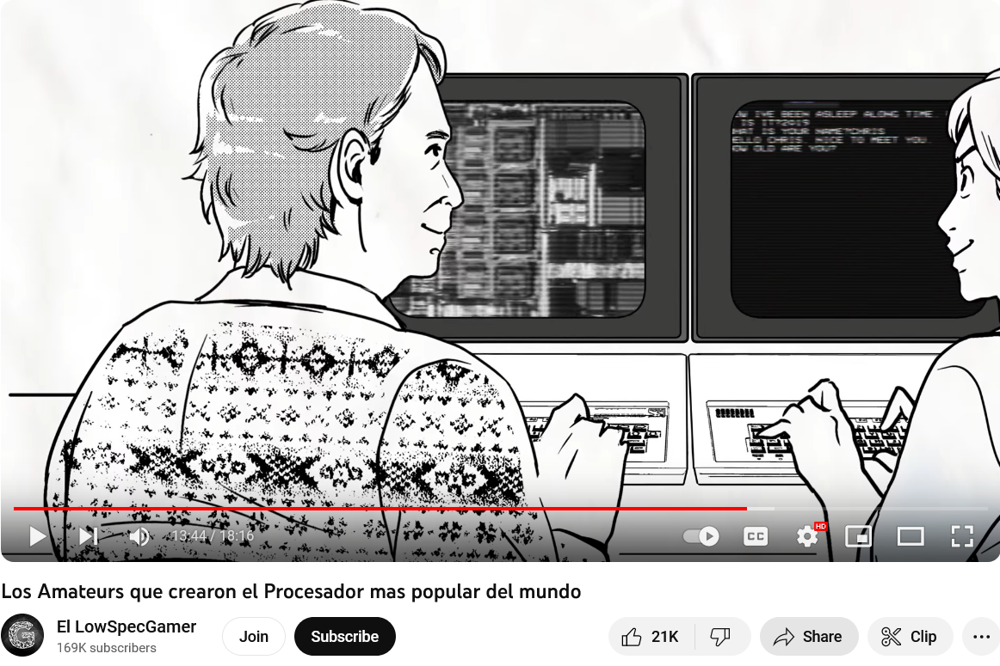 W IVE BEEN ASLEEP ALONG TIME
IS IT?2019
HAT IS YOUR NAME?CHRIS
ELLO CHRIS. NICE TO MEET YOU.
OW OLD ARE YOU?
13:44 / 18:16
CC
HD
Los Amateurs que crearon el Procesador mas popular del mundo
El LowSpecGamer
169K subscribers
Join
Subscribe
21K
Share
Clip